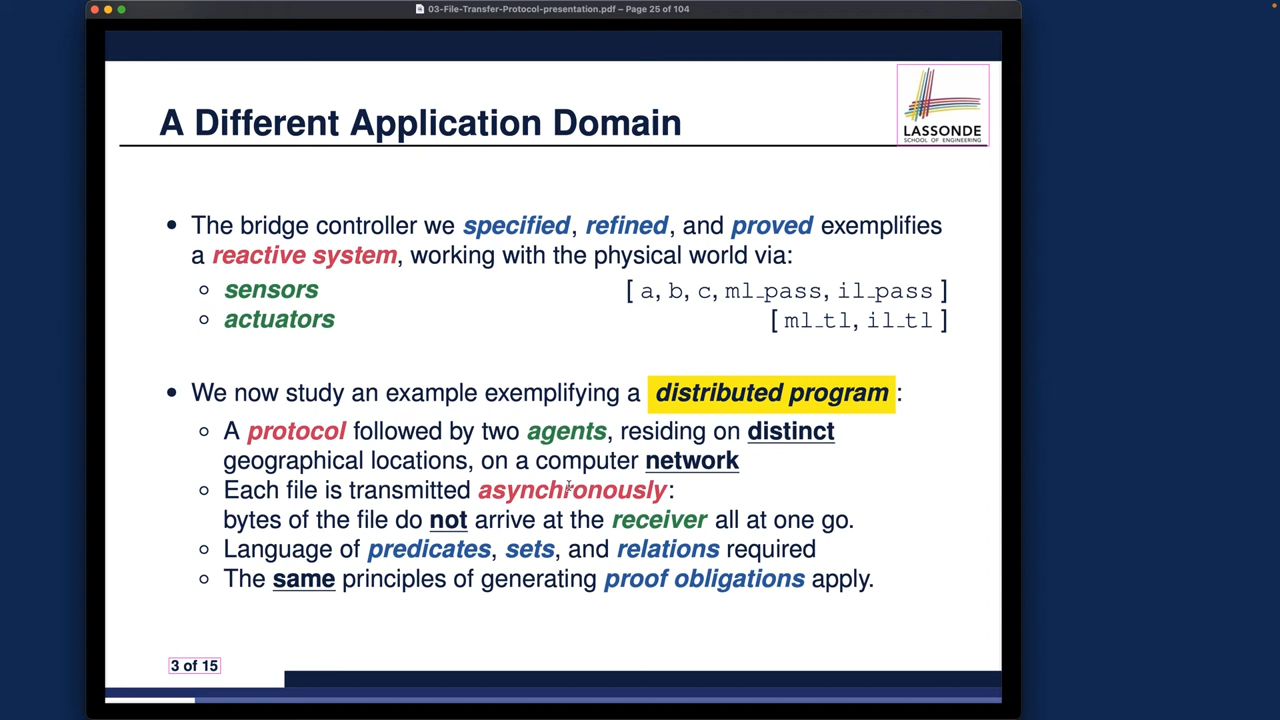 03-File-Transfer-Protocol-presentation.pdf – Page 25 of 104
A Different Application Domain
LASSONDE
SCHOOL OF ENGINEERING
• The bridge controller we specified, refined, and proved exemplifies
a reactive system, working with the physical world via:
◦ sensors [ a, b, c, ml_pass, il_pass ]
◦ actuators [ ml_tl, il_tl ]
• We now study an example exemplifying a distributed program :
◦ A protocol followed by two agents, residing on distinct
geographical locations, on a computer network
◦ Each file is transmitted asynchronously:
bytes of the file do not arrive at the receiver all at one go.
◦ Language of predicates, sets, and relations required
◦ The same principles of generating proof obligations apply.
3 of 15